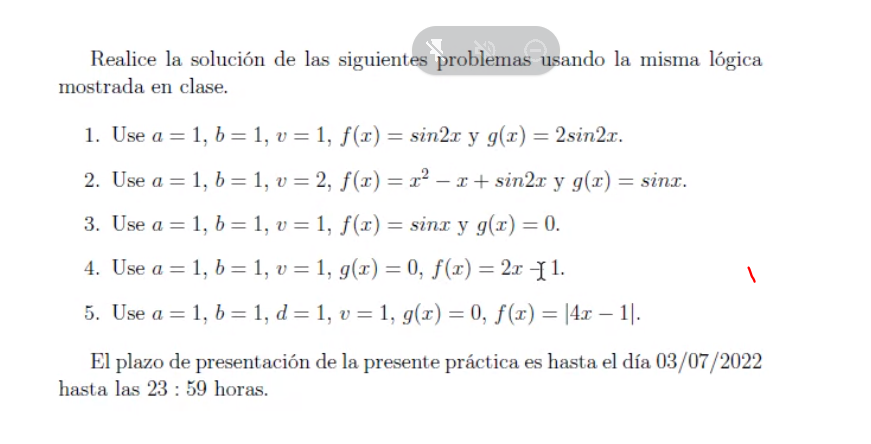 Realice la solución de las siguientes problemas usando la misma lógica
mostrada en clase.
1. Use a = 1, b = 1, v = 1, f(x) = sin2x y g(x) = 2sin2x.
2. Use a = 1, b = 1, v = 2, f(x) = x² − x + sin2x y g(x) = sinx.
3. Use a = 1, b = 1, v = 1, f(x) = sinx y g(x) = 0.
4. Use a = 1, b = 1, v = 1, g(x) = 0, f(x) = 2x − 1.
5. Use a = 1, b = 1, d = 1, v = 1, g(x) = 0, f(x) = |4x − 1|.
El plazo de presentación de la presente práctica es hasta el día 03/07/2022
hasta las 23 : 59 horas.